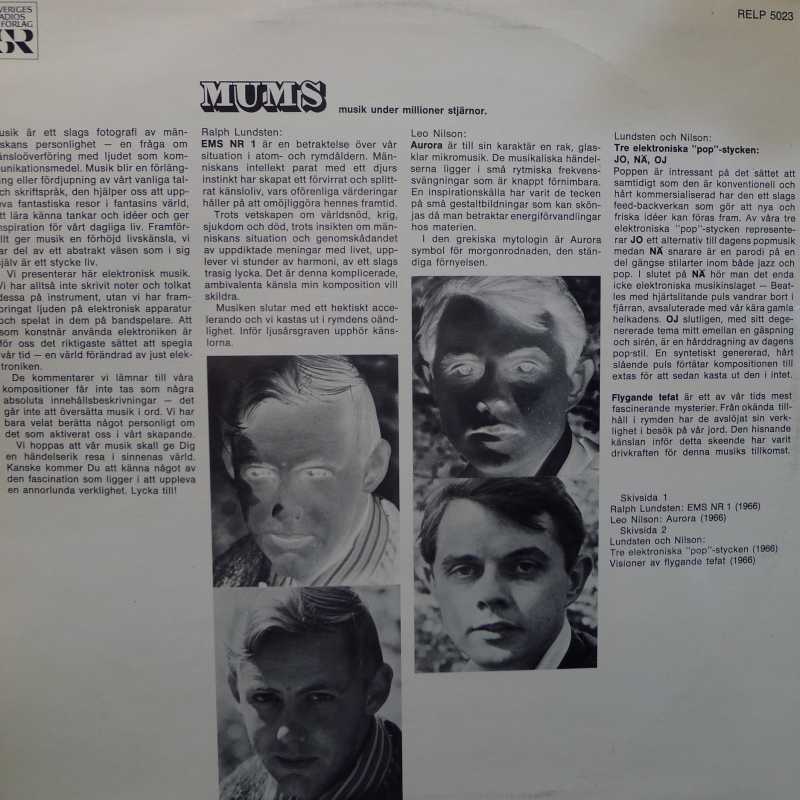 SVERIGES
RADIOS
FÖRLAG
SR
RELP 5023
MUMS musik under millioner stjärnor.
usik är ett slags fotografi av män-
skans personlighet — en fråga om
änsloöverföring med ljudet som kom-
unikationsmedel. Musik blir en förläng-
ing eller fördjupning av vårt vanliga tal-
ch skriftspråk, den hjälper oss att upp-
eva fantastiska resor i fantasins värld,
tt lära känna tankar och idéer och ger
nspiration för vårt dagliga liv. Framför-
llt ger musik en förhöjd livskänsla, vi
ar del av ett abstrakt väsen som i sig
själv är ett stycke liv.
Vi presenterar här elektronisk musik.
Vi har alltså inte skrivit noter och tolkat
dessa på instrument, utan vi har fram-
bringat ljuden på elektronisk apparatur
och spelat in dem på bandspelare. Att
som konstnär använda elektroniken är
för oss det riktigaste sättet att spegla
vår tid — en värld förändrad av just elek-
troniken.
De kommentarer vi lämnar till våra
kompositioner får inte tas som några
absoluta innehållsbeskrivningar — det
går inte att översätta musik i ord. Vi har
bara velat berätta något personligt om
det som aktiverat oss i vårt skapande.
Vi hoppas att vår musik skall ge Dig
en händelserik resa i sinnenas värld.
Kanske kommer Du att känna något av
den fascination som ligger i att uppleva
en annorlunda verklighet. Lycka till!
Ralph Lundsten:
EMS NR 1 är en betraktelse över vår
situation i atom- och rymdåldern. Män-
niskans intellekt parat med ett djurs
instinkt har skapat ett förvirrat och splitt-
rat känsloliv, vars oförenliga värderingar
håller på att omöjliggöra hennes framtid.
Trots vetskapen om världsnöd, krig,
sjukdom och död, trots insikten om män-
niskans situation och genomskådandet
av uppdiktade meningar med livet, upp-
lever vi stunder av harmoni, av ett slags
trasig lycka. Det är denna komplicerade,
ambivalenta känsla min komposition vill
skildra.
Musiken slutar med ett hektiskt acce-
lerando och vi kastas ut i rymdens oänd-
lighet. Inför ljusårsgraven upphör käns-
lorna.
Leo Nilson:
Aurora är till sin karaktär en rak, glas-
klar mikromusik. De musikaliska händel-
serna ligger i små rytmiska frekvens-
svängningar som är knappt förnimbara.
En inspirationskälla har varit de tecken
på små gestaltbildningar som kan skön-
jas då man betraktar energiförvandlingar
hos materien.
I den grekiska mytologin är Aurora
symbol för morgonrodnaden, den stän-
diga förnyelsen.
Lundsten och Nilson:
Tre elektroniska "pop"-stycken:
JO, NÄ, OJ
Poppen är intressant på det sättet att
samtidigt som den är konventionell och
hårt kommersialiserad har den ett slags
feed-backverkan som gör att nya och
friska idéer kan föras fram. Av våra tre
elektroniska "pop"-stycken represente-
rar JO ett alternativ till dagens popmusik
medan NÄ snarare är en parodi på en
del gängse stilarter inom både jazz och
pop. I slutet på NÄ hör man det enda
icke elektroniska musikinslaget — Beat-
les med hjärtslitande puls vandrar bort i
fjärran, avsluterade med vår kära gamla
helkadens. OJ slutligen, med sitt dege-
nererade tema mitt emellan en gäspning
och sirén, är en hårddragning av dagens
pop-stil. En syntetiskt genererad, hårt
slående puls förtätar kompositionen till
extas för att sedan kasta ut den i intet.
Flygande tefat är ett av vår tids mest
fascinerande mysterier. Från okända till-
håll i rymden har de avslöjat sin verk-
lighet i besök på vår jord. Den hisnande
känslan inför detta skeende har varit
drivkraften för denna musiks tillkomst.
Skivsida 1
Ralph Lundsten: EMS NR 1 (1966)
Leo Nilson: Aurora (1966)
Skivsida 2
Lundsten och Nilson:
Tre elektroniska "pop"-stycken (1966)
Visioner av flygande tefat (1966)